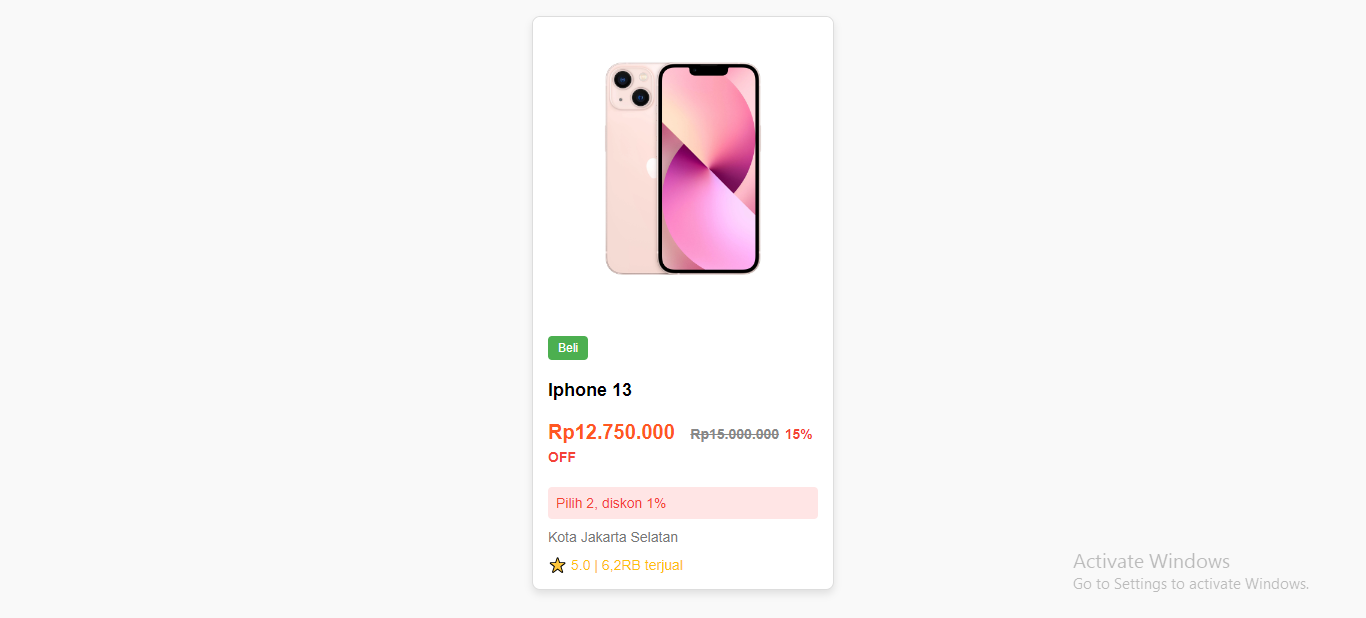 Beli
Iphone 13
Rp12.750.000 Rp15.000.000 15%
OFF
Pilih 2, diskon 1%
Kota Jakarta Selatan
5.0 | 6,2RB terjual
Activate Windows
Go to Settings to activate Windows.